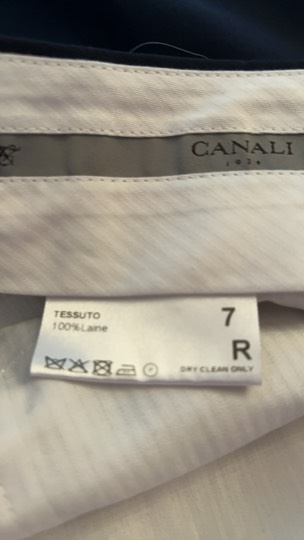 CANALI
1934
TESSUTO
100%Laine
7
R
DRY CLEAN ONLY